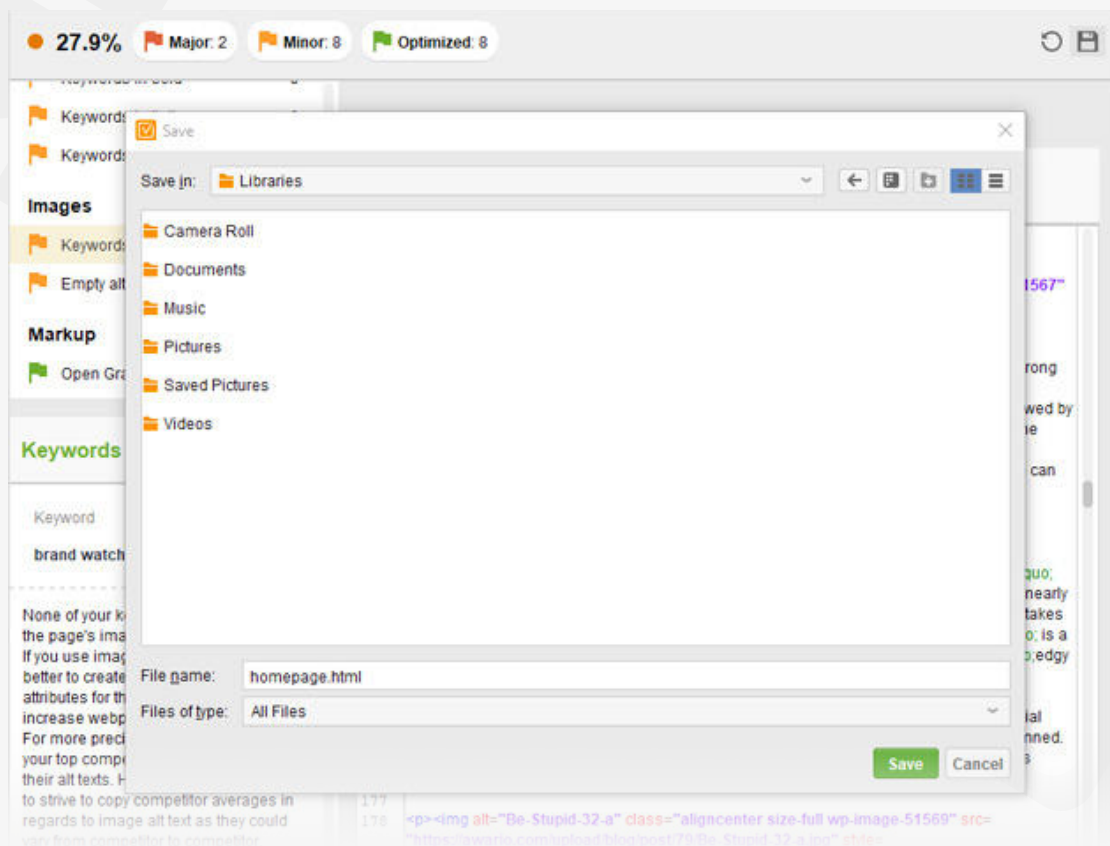 27.9% Major: 2 Minor: 8 Optimized: 8
Keywords
Keywords
Images
Keywords
Empty alt
Markup
Open Gra
Keywords
Keyword
brand watch
None of your k
the page's ima
If you use imag
better to create
attributes for th
increase webp
For more preci
your top compe
their alt texts. H
to strive to copy competitor averages in
regards to image alt text as they could
vary from competitor to competitor
Save
Save in: Libraries
Camera Roll
Documents
Music
Pictures
Saved Pictures
Videos
File name: homepage.html
Files of type: All Files
Save Cancel
1567"
rong
wed by
can
quo;
nearly
takes
o; is a
;edgy
ial
nned.
177
178 <p><img alt="Be-Stupid-32-a" class="aligncenter size-full wp-image-51569" src=
"https://awario.com/upload/blog/post/79/Be-Stupid-32-a.jpg" style=